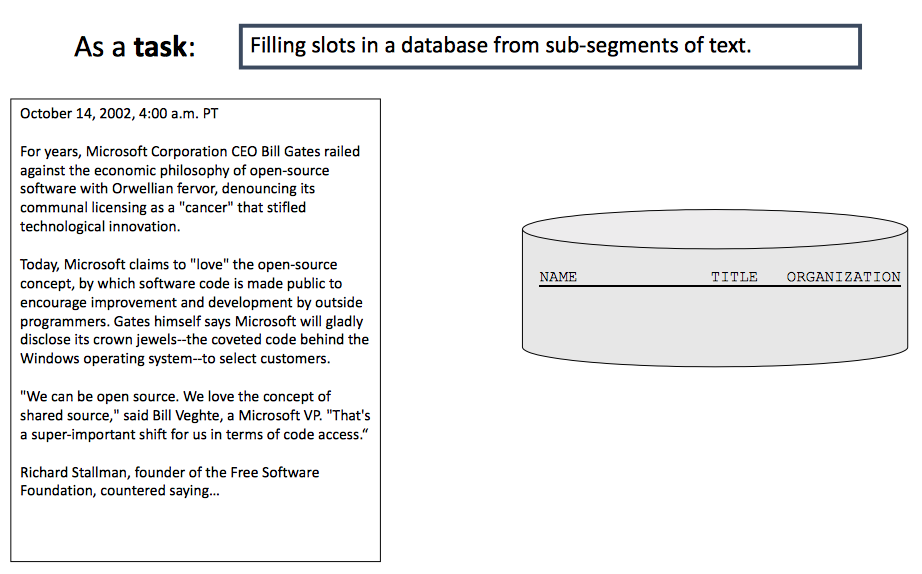 As a task:
Filling slots in a database from sub-segments of text.
October 14, 2002, 4:00 a.m. PT
For years, Microsoft Corporation CEO Bill Gates railed
against the economic philosophy of open-source
software with Orwellian fervor, denouncing its
communal licensing as a "cancer" that stifled
technological innovation.
Today, Microsoft claims to "love" the open-source
concept, by which software code is made public to
encourage improvement and development by outside
programmers. Gates himself says Microsoft will gladly
disclose its crown jewels--the coveted code behind the
Windows operating system--to select customers.
"We can be open source. We love the concept of
shared source," said Bill Veghte, a Microsoft VP. "That's
a super-important shift for us in terms of code access.“
Richard Stallman, founder of the Free Software
Foundation, countered saying…
NAME TITLE ORGANIZATION